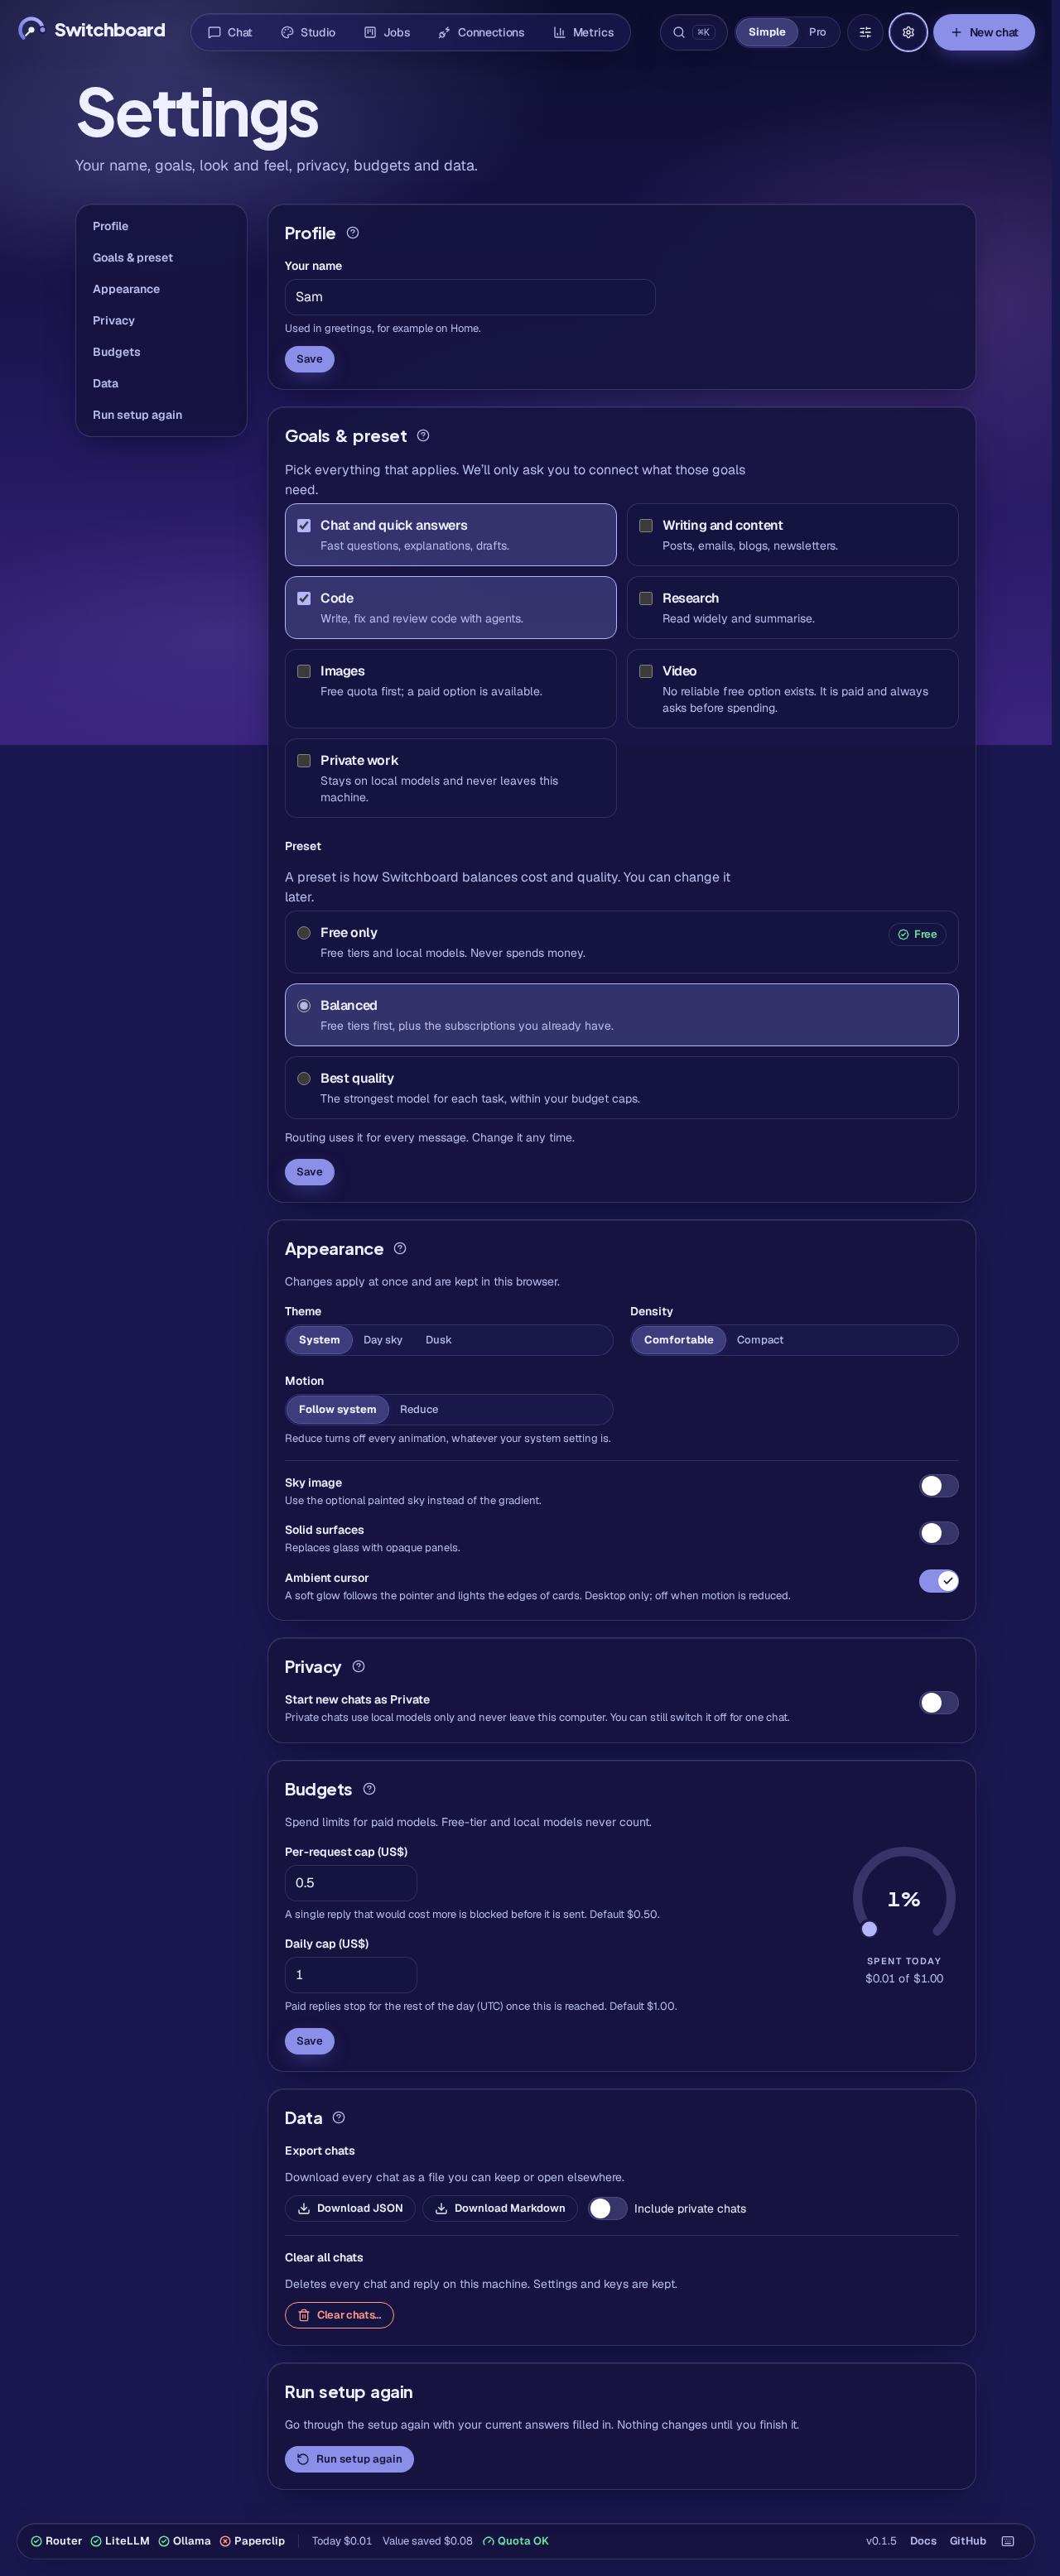 Switchboard
Chat
Studio
Jobs
Connections
Metrics
⌘K
Simple
Pro
New chat
Settings
Your name, goals, look and feel, privacy, budgets and data.
Profile
Goals & preset
Appearance
Privacy
Budgets
Data
Run setup again
Profile
Your name
Sam
Used in greetings, for example on Home.
Save
Goals & preset
Pick everything that applies. We'll only ask you to connect what those goals
need.
Chat and quick answers
Fast questions, explanations, drafts.
Writing and content
Posts, emails, blogs, newsletters.
Code
Write, fix and review code with agents.
Research
Read widely and summarise.
Images
Free quota first; a paid option is available.
Video
No reliable free option exists. It is paid and always
asks before spending.
Private work
Stays on local models and never leaves this
machine.
Preset
A preset is how Switchboard balances cost and quality. You can change it
later.
Free only
Free tiers and local models. Never spends money.
Free
Balanced
Free tiers first, plus the subscriptions you already have.
Best quality
The strongest model for each task, within your budget caps.
Routing uses it for every message. Change it any time.
Save
Appearance
Changes apply at once and are kept in this browser.
Theme
System
Day sky
Dusk
Density
Comfortable
Compact
Motion
Follow system
Reduce
Reduce turns off every animation, whatever your system setting is.
Sky image
Use the optional painted sky instead of the gradient.
Solid surfaces
Replaces glass with opaque panels.
Ambient cursor
A soft glow follows the pointer and lights the edges of cards. Desktop only; off when motion is reduced.
Privacy
Start new chats as Private
Private chats use local models only and never leave this computer. You can still switch it off for one chat.
Budgets
Spend limits for paid models. Free-tier and local models never count.
Per-request cap (US$)
0.5
A single reply that would cost more is blocked before it is sent. Default $0.50.
Daily cap (US$)
1
Paid replies stop for the rest of the day (UTC) once this is reached. Default $1.00.
Save
1%
SPENT TODAY
$0.01 of $1.00
Data
Export chats
Download every chat as a file you can keep or open elsewhere.
Download JSON
Download Markdown
Include private chats
Clear all chats
Deletes every chat and reply on this machine. Settings and keys are kept.
Clear chats...
Run setup again
Go through the setup again with your current answers filled in. Nothing changes until you finish it.
Run setup again
Router
LiteLLM
Ollama
Paperclip
Today $0.01
Value saved $0.08
Quota OK
v0.1.5
Docs
GitHub